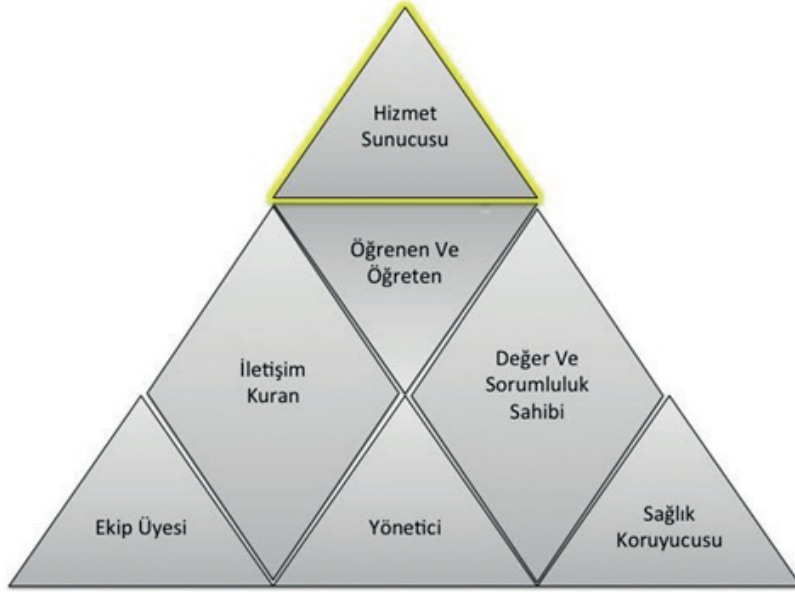 Hizmet
Sunucusu
Öğrenen Ve
Öğreten
İletişim
Kuran
Değer Ve
Sorumluluk
Sahibi
Ekip Üyesi
Yönetici
Sağlık
Koruyucusu